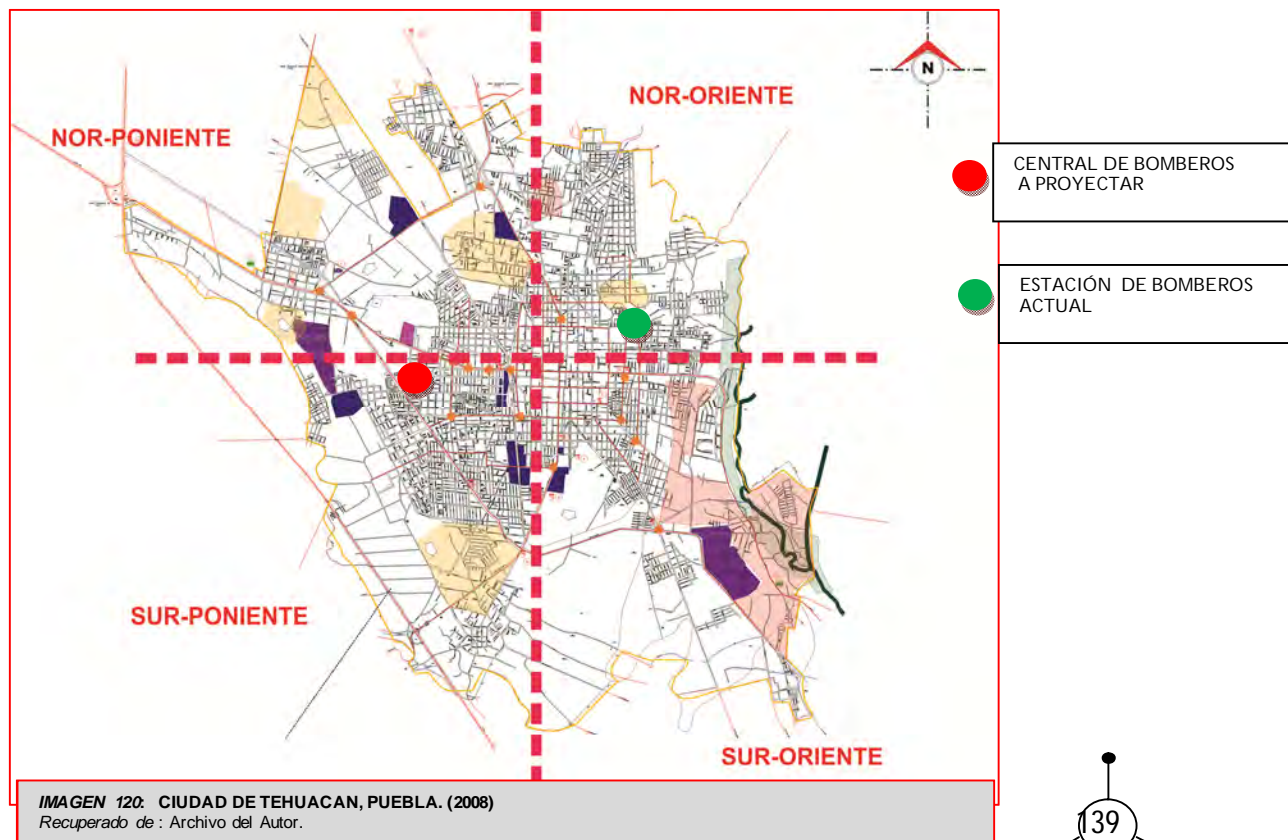 NOR-ORIENTE
N
NOR-PONIENTE
CENTRAL DE BOMBEROS
A PROYECTAR
ESTACIÓN DE BOMBEROS
ACTUAL
SUR-PONIENTE
SUR-ORIENTE
IMAGEN 120: CIUDAD DE TEHUACAN, PUEBLA. (2008)
Recuperado de : Archivo del Autor.
139